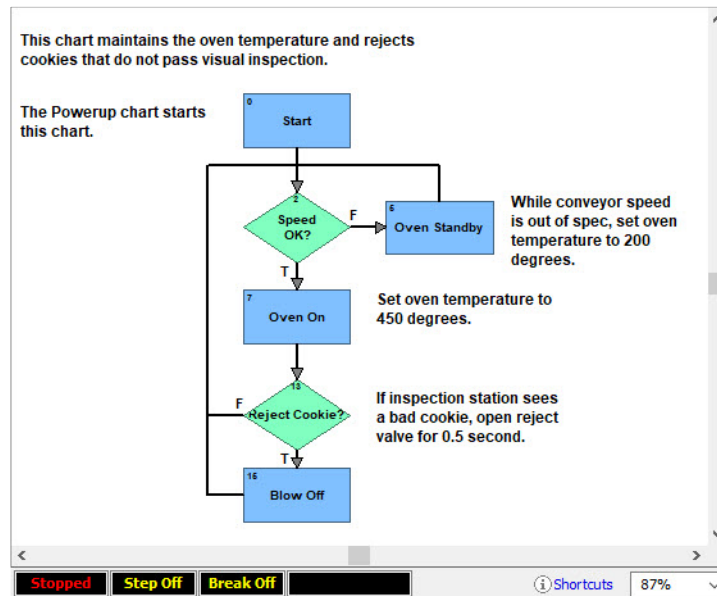 This chart maintains the oven temperature and rejects
cookies that do not pass visual inspection.
The Powerup chart starts
this chart.
0
Start
2
Speed
OK?
F
T
5
Oven Standby
While conveyor speed
is out of spec, set oven
temperature to 200
degrees.
7
Oven On
Set oven temperature to
450 degrees.
13
Reject Cookie?
F
T
If inspection station sees
a bad cookie, open reject
valve for 0.5 second.
15
Blow Off
Stopped
Step Off
Break Off
Shortcuts
87%